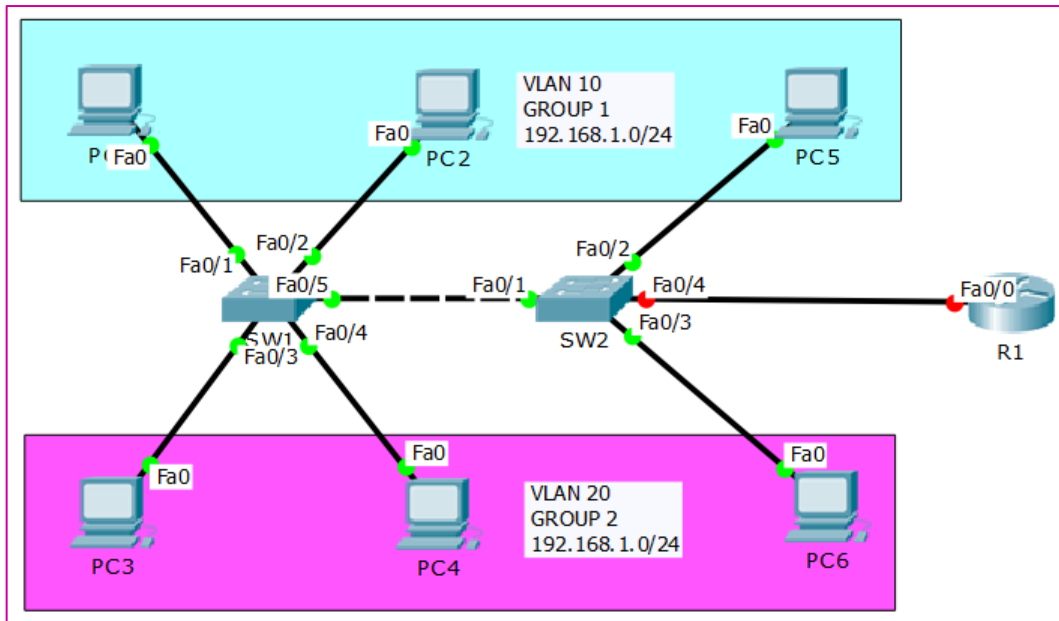 VLAN 10
GROUP 1
192.168.1.0/24
Fa0
PC2
Fa0
PC5
Fa0
Fa0/1
Fa0/2
Fa0/5
Fa0/3
Fa0/4
SW1
Fa0/1
Fa0/2
Fa0/4
Fa0/3
SW2
Fa0/0
R1
Fa0
PC3
Fa0
PC4
VLAN 20
GROUP 2
192.168.1.0/24
Fa0
PC6